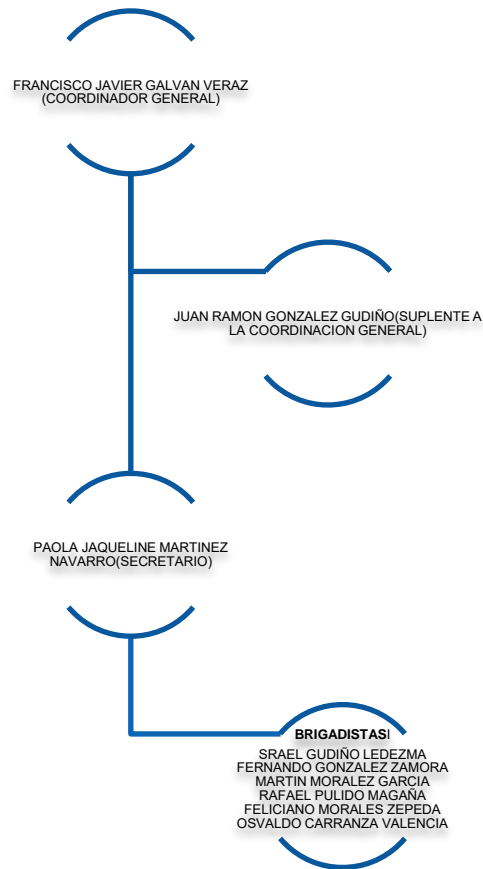 FRANCISCO JAVIER GALVAN VERAZ
(COORDINADOR GENERAL)
JUAN RAMON GONZALEZ GUDIÑO(SUPLENTE A
LA COORDINACION GENERAL)
PAOLA JAQUELINE MARTINEZ
NAVARRO(SECRETARIO)
BRIGADISTASI
SRAEL GUDIÑO LEDEZMA
FERNANDO GONZALEZ ZAMORA
MARTIN MORALEZ GARCIA
RAFAEL PULIDO MAGAÑA
FELICIANO MORALES ZEPEDA
OSVALDO CARRANZA VALENCIA